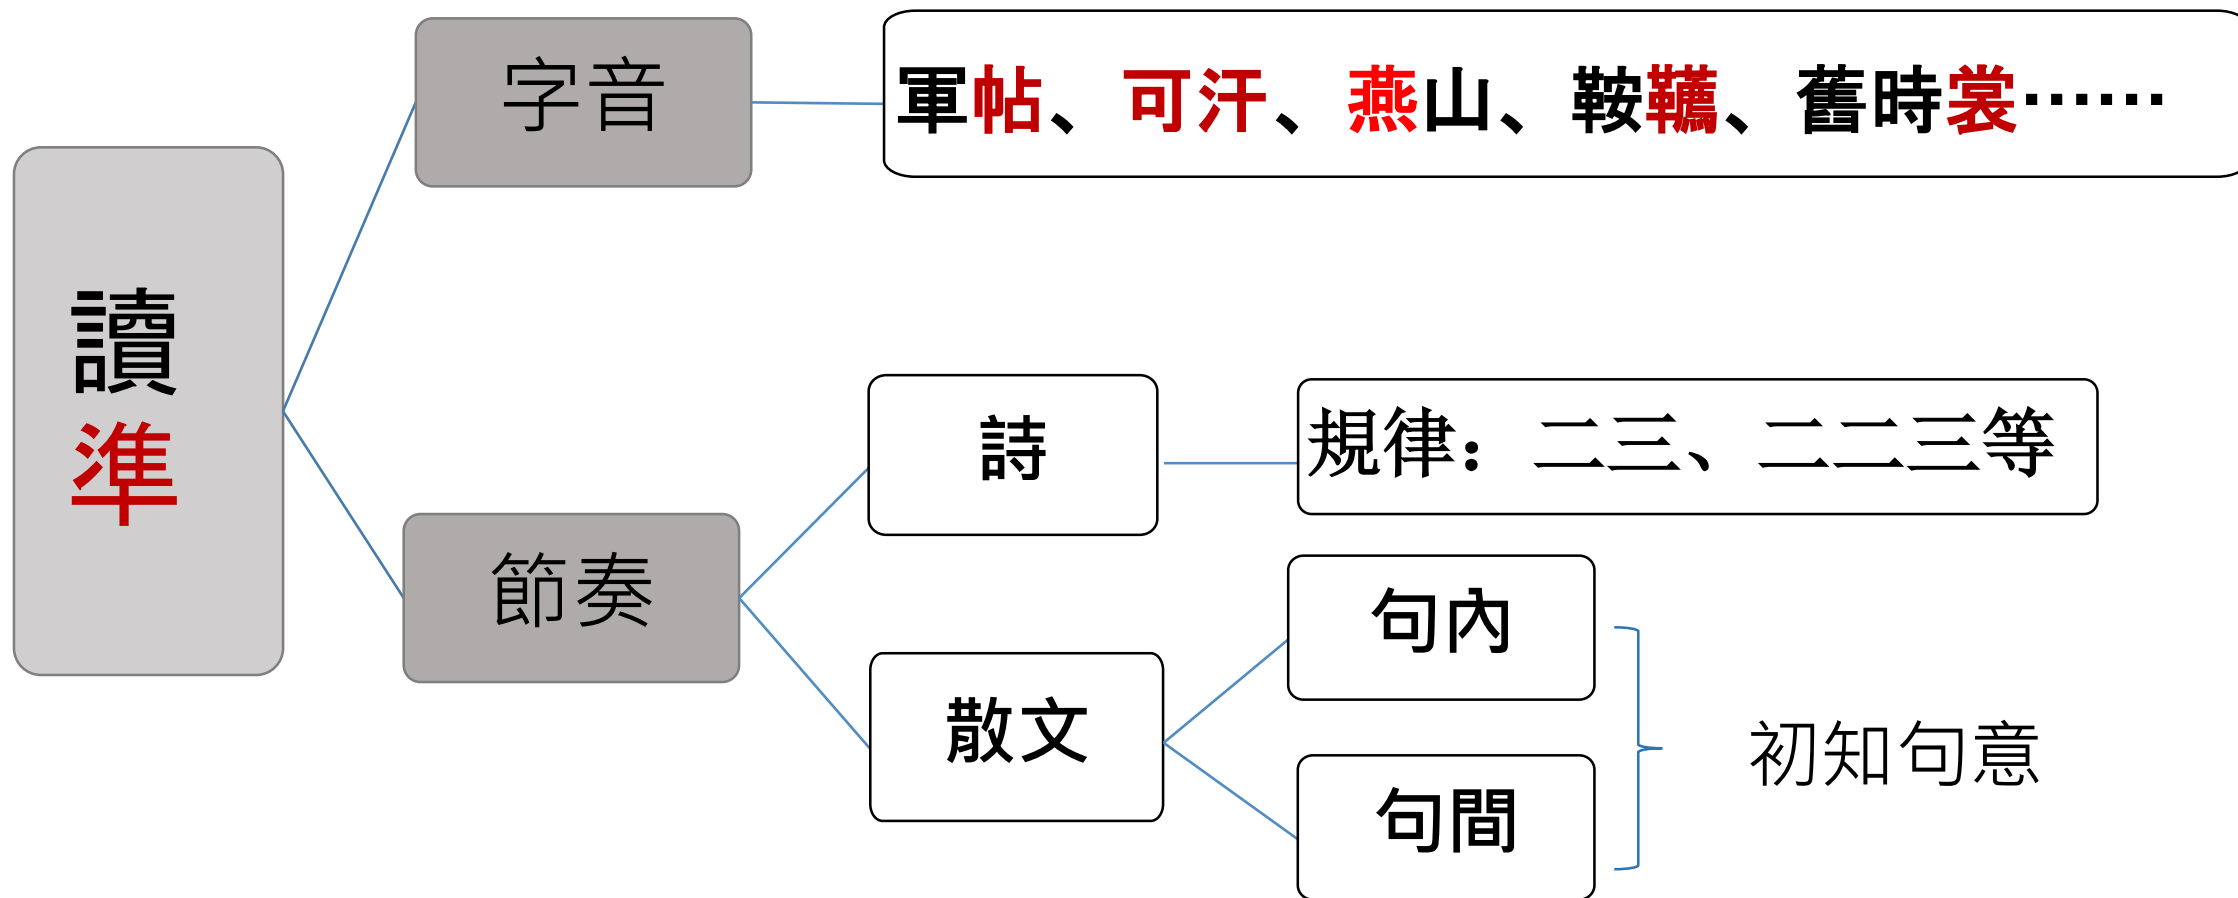 讀
準
字音
軍帖、可汗、燕山、鞍韉、舊時裳……
節奏
詩
規律：二三、二二三等
散文
句內
句間
初知句意